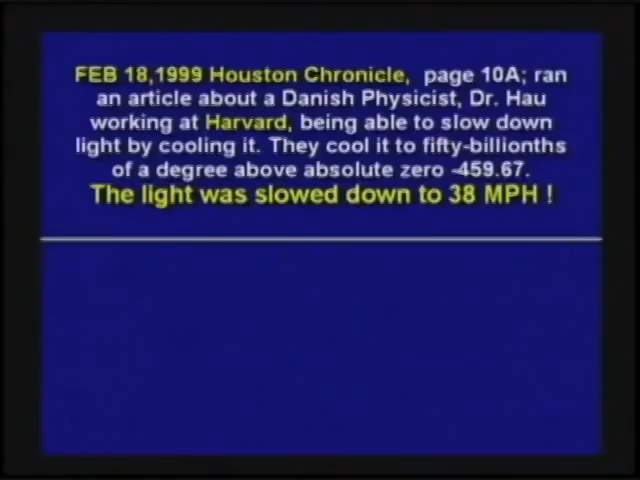 FEB 18,1999 Houston Chronicle, page 10A; ran
an article about a Danish Physicist, Dr. Hau
working at Harvard, being able to slow down
light by cooling it. They cool it to fifty-billionths
of a degree above absolute zero -459.67.
The light was slowed down to 38 MPH !